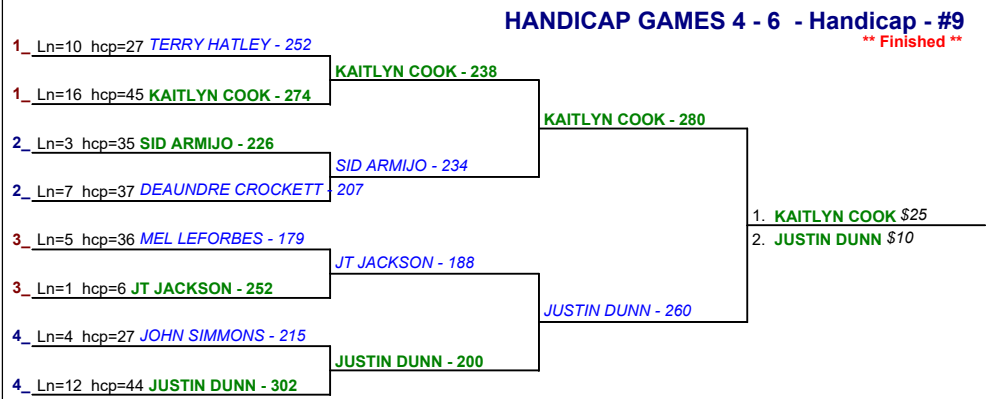 HANDICAP GAMES 4 - 6 - Handicap - #9
** Finished **
1_ Ln=10 hcp=27 TERRY HATLEY - 252
KAITLYN COOK - 238
1_ Ln=16 hcp=45 KAITLYN COOK - 274
KAITLYN COOK - 280
2_ Ln=3 hcp=35 SID ARMIJO - 226
SID ARMIJO - 234
2_ Ln=7 hcp=37 DEAUNDRE CROCKETT - 207
1. KAITLYN COOK $25
2. JUSTIN DUNN $10
3_ Ln=5 hcp=36 MEL LEFORBES - 179
JT JACKSON - 188
3_ Ln=1 hcp=6 JT JACKSON - 252
JUSTIN DUNN - 260
4_ Ln=4 hcp=27 JOHN SIMMONS - 215
JUSTIN DUNN - 200
4_ Ln=12 hcp=44 JUSTIN DUNN - 302